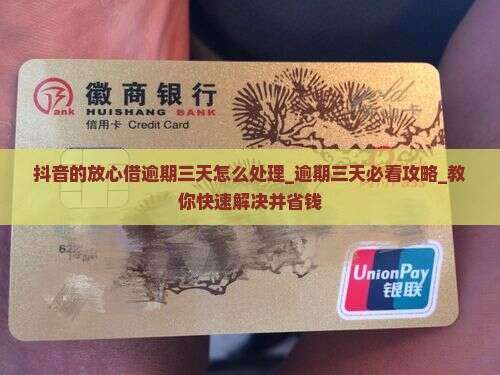 徽商银行
ank
HUISHANG BANK
信用卡 Credit Card
抖音的放心借逾期三天怎么处理_逾期三天必看攻略_教
你快速解决并省钱
UnionPay
银联